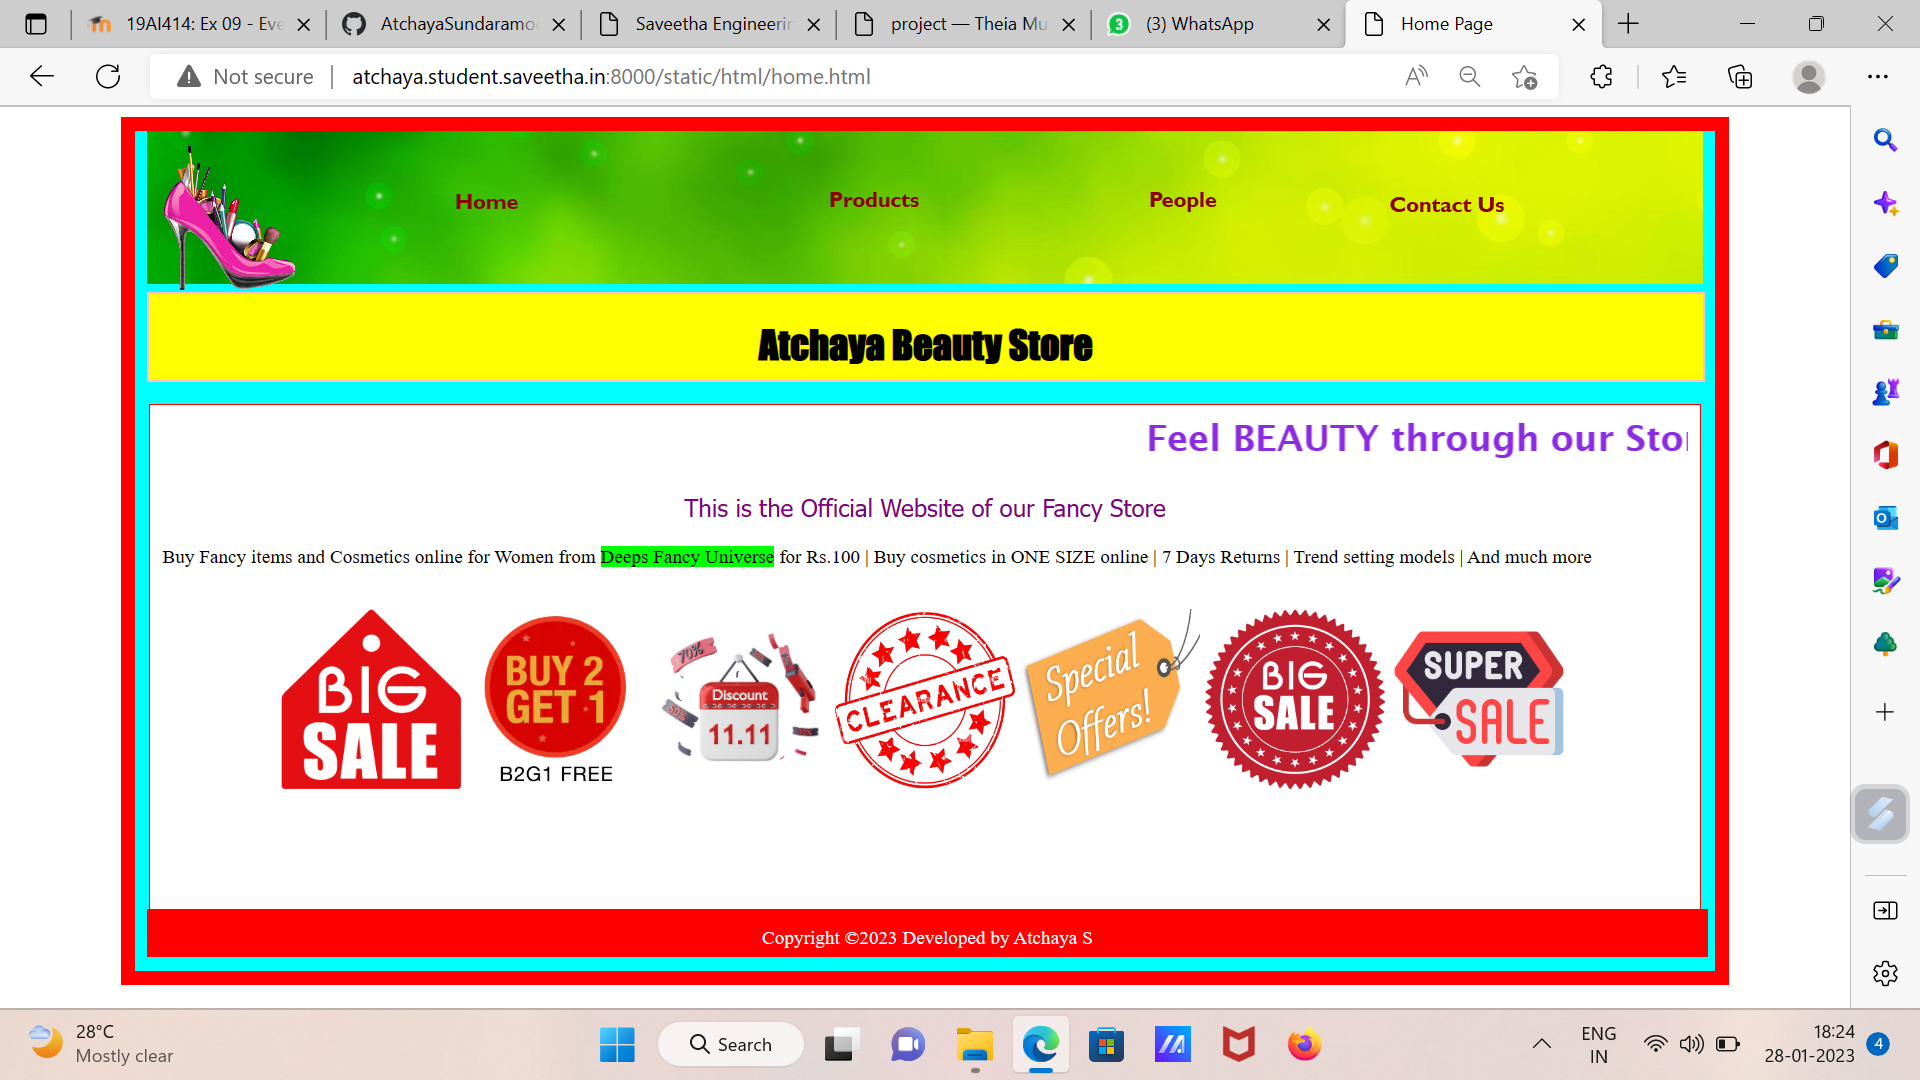 19AI414: Ex 09 - Eve
AtchayaSundaramo
Saveetha Engineerin
project — Theia Mu
(3) WhatsApp
Home Page
Not secure
atchaya.student.saveetha.in:8000/static/html/home.html
Home
Products
People
Contact Us
Atchaya Beauty Store
Feel BEAUTY through our Stor
This is the Official Website of our Fancy Store
Buy Fancy items and Cosmetics online for Women from Deeps Fancy Universe for Rs.100 | Buy cosmetics in ONE SIZE online | 7 Days Returns | Trend setting models | And much more
BIG
SALE
BUY 2
GET 1
B2G1 FREE
70%
50%
Discount
11.11
CLEARANCE
Special
Offers!
BIG
SALE
SUPER
SALE
Copyright ©2023 Developed by Atchaya S
28°C
Mostly clear
Search
ENG
IN
18:24
28-01-2023
4